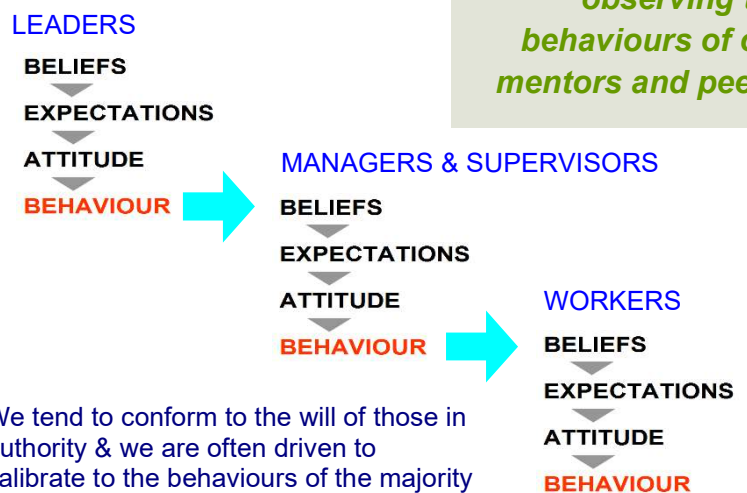 observing
behaviours of
mentors and
LEADERS
BELIEFS
EXPECTATIONS
ATTITUDE
BEHAVIOUR
MANAGERS & SUPERVISORS
BELIEFS
EXPECTATIONS
ATTITUDE
BEHAVIOUR
WORKERS
BELIEFS
EXPECTATIONS
ATTITUDE
BEHAVIOUR
tend to conform to the will of those in
& we are often driven to
to the behaviours of the majority